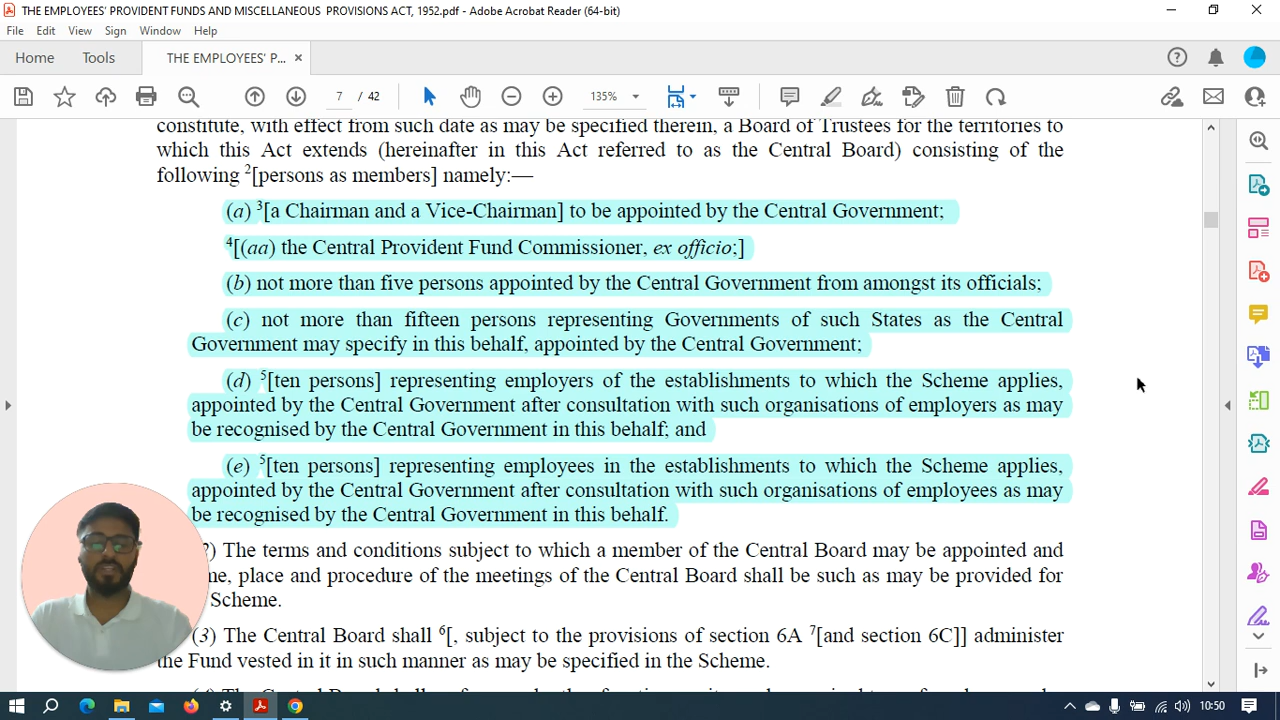 THE EMPLOYEES' PROVIDENT FUNDS AND MISCELLANEOUS PROVISIONS ACT, 1952.pdf - Adobe Acrobat Reader (64-bit)
File Edit View Sign Window Help
Home Tools THE EMPLOYEES' P... ×
7 / 42 135%
constitute, with effect from such date as may be specified therein, a Board of Trustees for the territories to
which this Act extends (hereinafter in this Act referred to as the Central Board) consisting of the
following 2[persons as members] namely:—
(a) 3[a Chairman and a Vice-Chairman] to be appointed by the Central Government;
4[(aa) the Central Provident Fund Commissioner, ex officio;]
(b) not more than five persons appointed by the Central Government from amongst its officials;
(c) not more than fifteen persons representing Governments of such States as the Central
Government may specify in this behalf, appointed by the Central Government;
(d) 5[ten persons] representing employers of the establishments to which the Scheme applies,
appointed by the Central Government after consultation with such organisations of employers as may
be recognised by the Central Government in this behalf; and
(e) 5[ten persons] representing employees in the establishments to which the Scheme applies,
appointed by the Central Government after consultation with such organisations of employees as may
be recognised by the Central Government in this behalf.
) The terms and conditions subject to which a member of the Central Board may be appointed and
me, place and procedure of the meetings of the Central Board shall be such as may be provided for
Scheme.
(3) The Central Board shall 6[, subject to the provisions of section 6A 7[and section 6C]] administer
the Fund vested in it in such manner as may be specified in the Scheme.
10:50